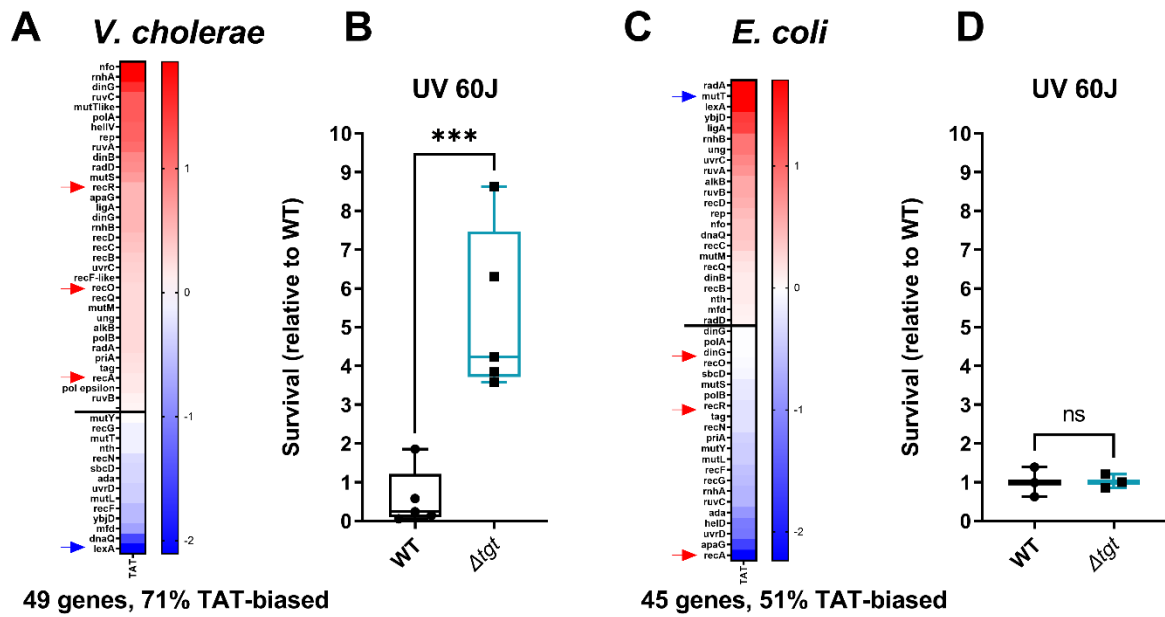 A
V. cholerae
nfo
rnhA
dinG
ruvC
mutTlike
polA
helIV
rep
ruvA
dinB
radD
mutS
recR
apaG
ligA
dinG
rnhB
recD
recC
recB
uvrC
recF-like
recO
recQ
mutM
ung
alkB
polB
radA
priA
tag
recA
pol epsilon
ruvB
mutY
recG
mutT
nth
recN
sbcD
ada
uvrD
mutL
recF
ybjD
mfd
dnaQ
lexA
TAT
1
0
-1
-2
49 genes, 71% TAT-biased
B
UV 60J
***
Survival (relative to WT)
10
9
8
7
6
5
4
3
2
1
0
WT
Δtgt
C
E. coli
radA
mutT
lexA
ybjD
ligA
rnhB
ung
uvrC
ruvA
alkB
ruvB
recD
rep
nfo
dnaQ
recC
mutM
recQ
dinB
recB
nth
mfd
radD
dinG
polA
dinG
recO
sbcD
mutS
polB
recR
tag
recN
priA
mutY
mutL
recF
recG
rnhA
ruvC
ada
helD
uvrD
apaG
recA
TAT
1
0
-1
-2
45 genes, 51% TAT-biased
D
UV 60J
ns
Survival (relative to WT)
10
9
8
7
6
5
4
3
2
1
0
WT
Δtgt